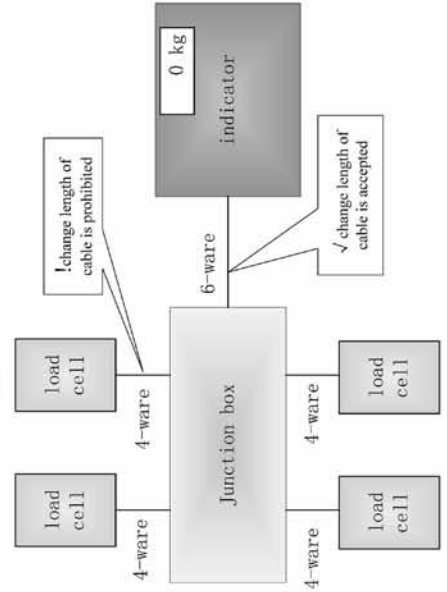 load
cell
load
cell
!change length of
cable is prohibited
4-ware
4-ware
0 kg
Junction box
6-ware
indicator
4-ware
4-ware
load
cell
load
cell
√ change length of
cable is accepted